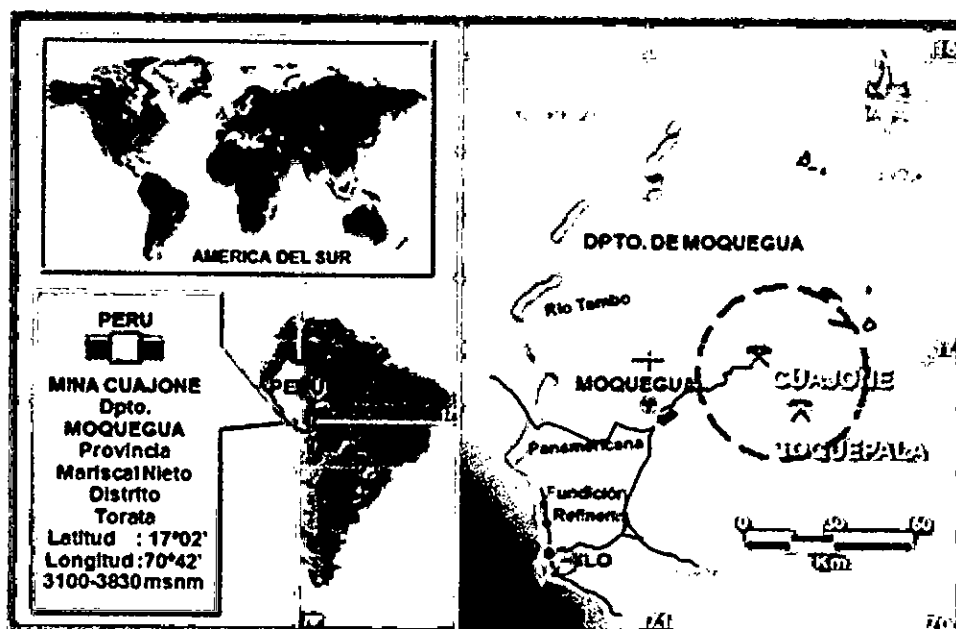 AMERICA DEL SUR
PERU
MINA CUAJONE
Dpto.
MOQUEGUA
Provincia
Mariscal Nieto
Distrito
Torata
Latitud : 17°02'
Longitud :70°42'
3100-3830 msnm
PERU
DPTO. DE MOQUEGUA
Rio Tambo
MOQUEGUA
CUAJONE
TOQUEPALA
Panamericana
Fundición
Refinería
ILO
0
60
Km